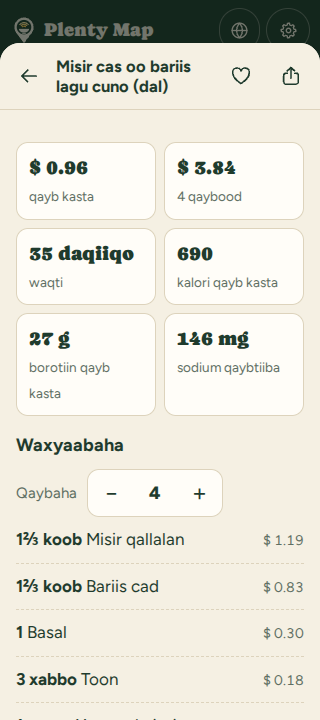 Plenty Map
Misir cas oo bariis
lagu cuno (dal)
$ 0.96
qayb kasta
$ 3.84
4 qaybood
35 daqiiqo
waqti
690
kalori qayb kasta
27 g
borotiin qayb
kasta
146 mg
sodium qaybtiiba
Waxyaabaha
Qaybaha
− 4 +
1⅔ koob Misir qallalan $ 1.19
1⅔ koob Bariis cad $ 0.83
1 Basal $ 0.30
3 xabbo Toon $ 0.18